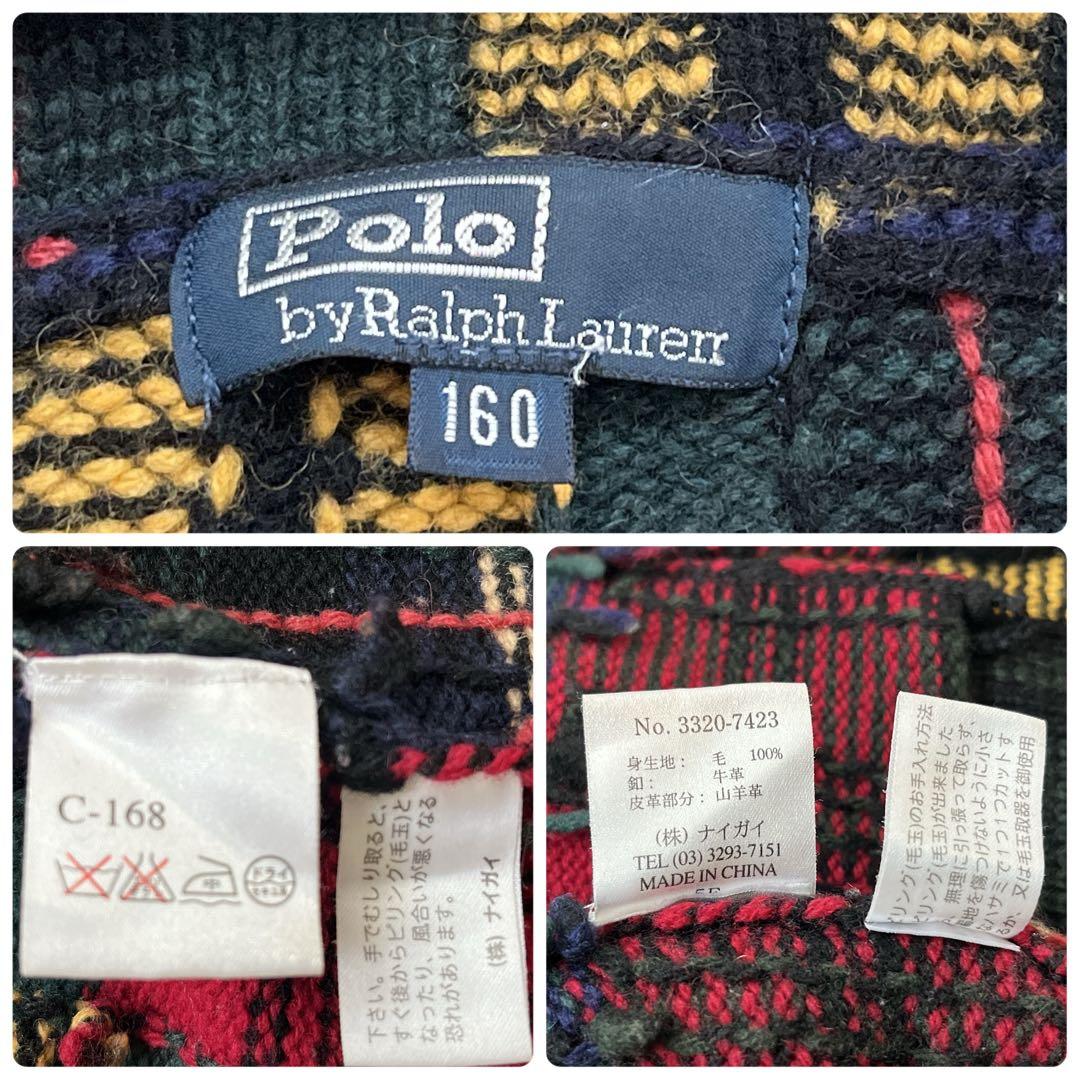 Polo
by Ralph Lauren
160
C-168
ドライ
下さい。手でむしり取ると、
すぐ後からピリング(毛玉)と
なったり、風合いが悪くなる
恐れがあります。
(株) ナイガイ
No. 3320-7423
身生地： 毛 100%
釦： 牛革
皮革部分： 山羊革
(株) ナイガイ
TEL (03) 3293-7151
MADE IN CHINA
リング(毛玉)のお手入れ方法
リング(毛玉)が出来ました
無理に引っ張って取らず、
地を傷つけないように小さ
なハサミで1つ1つカットす
るか、又は毛玉取器を御使用